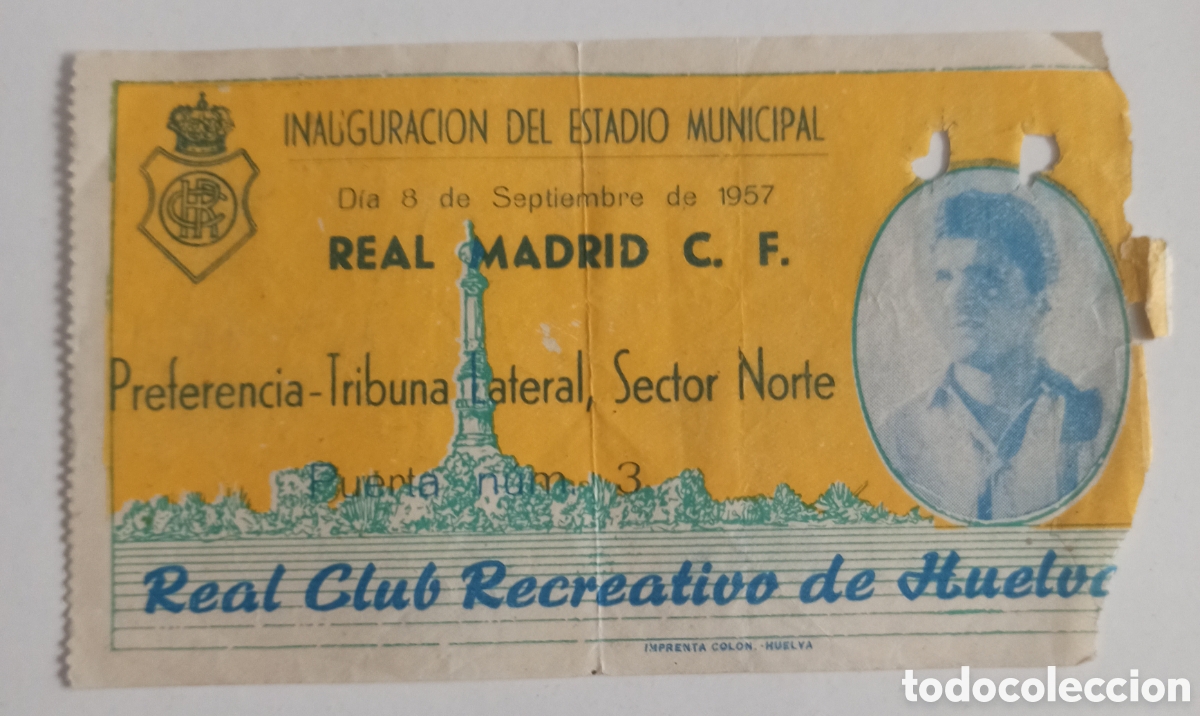 INAUGURACION DEL ESTADIO MUNICIPAL
Día 8 de Septiembre de 1957
REAL MADRID C. F.
Preferencia-Tribuna Lateral, Sector Norte
Puerta núm. 3
Real Club Recreativo de Huelva
IMPRENTA COLON.-HUELVA
todocoleccion